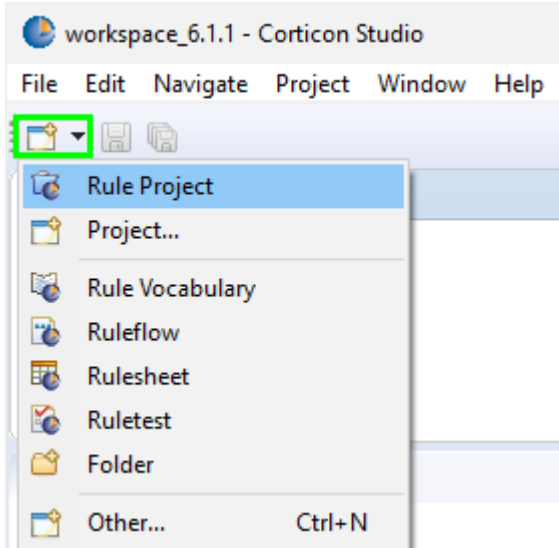 workspace_6.1.1 - Corticon Studio
File Edit Navigate Project Window Help
Rule Project
Project...
Rule Vocabulary
Ruleflow
Rulesheet
Ruletest
Folder
Other... Ctrl+N